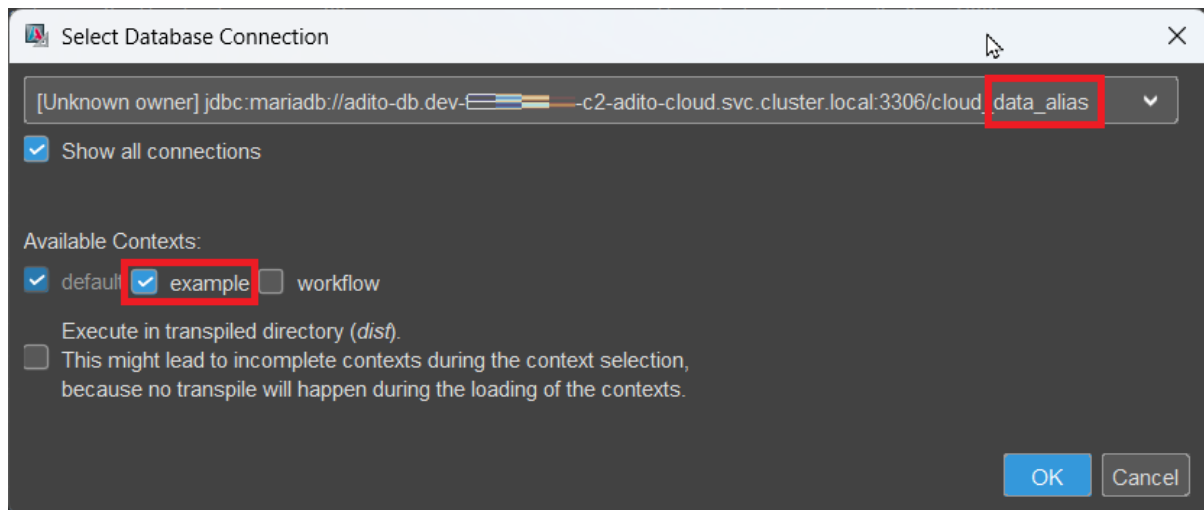 Select Database Connection
[Unknown owner] jdbc:mariadb://adito-db.dev- -c2-adito-cloud.svc.cluster.local:3306/cloud_data_alias
Show all connections
Available Contexts:
default example workflow
Execute in transpiled directory (dist).
This might lead to incomplete contexts during the context selection,
because no transpile will happen during the loading of the contexts.
OK Cancel